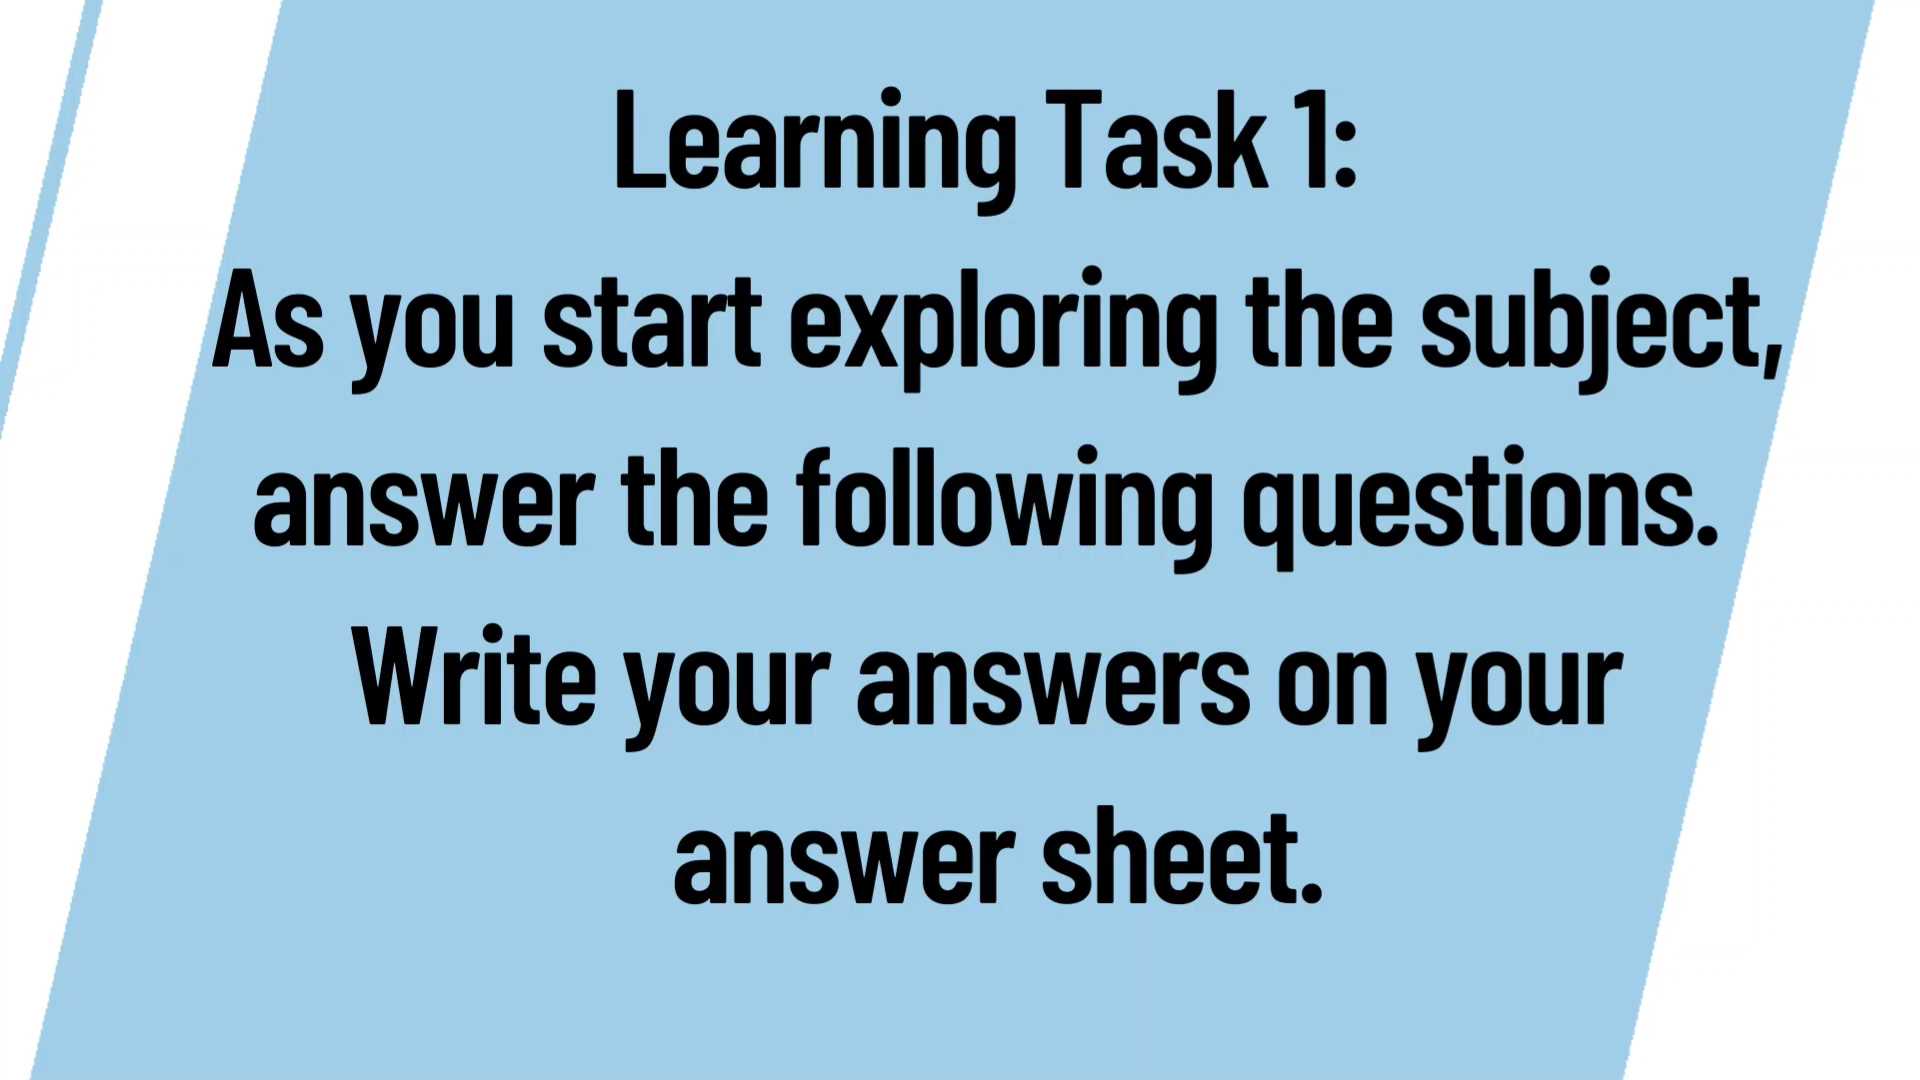 Learning Task 1:
As you start exploring the subject,
answer the following questions.
Write your answers on your
answer sheet.